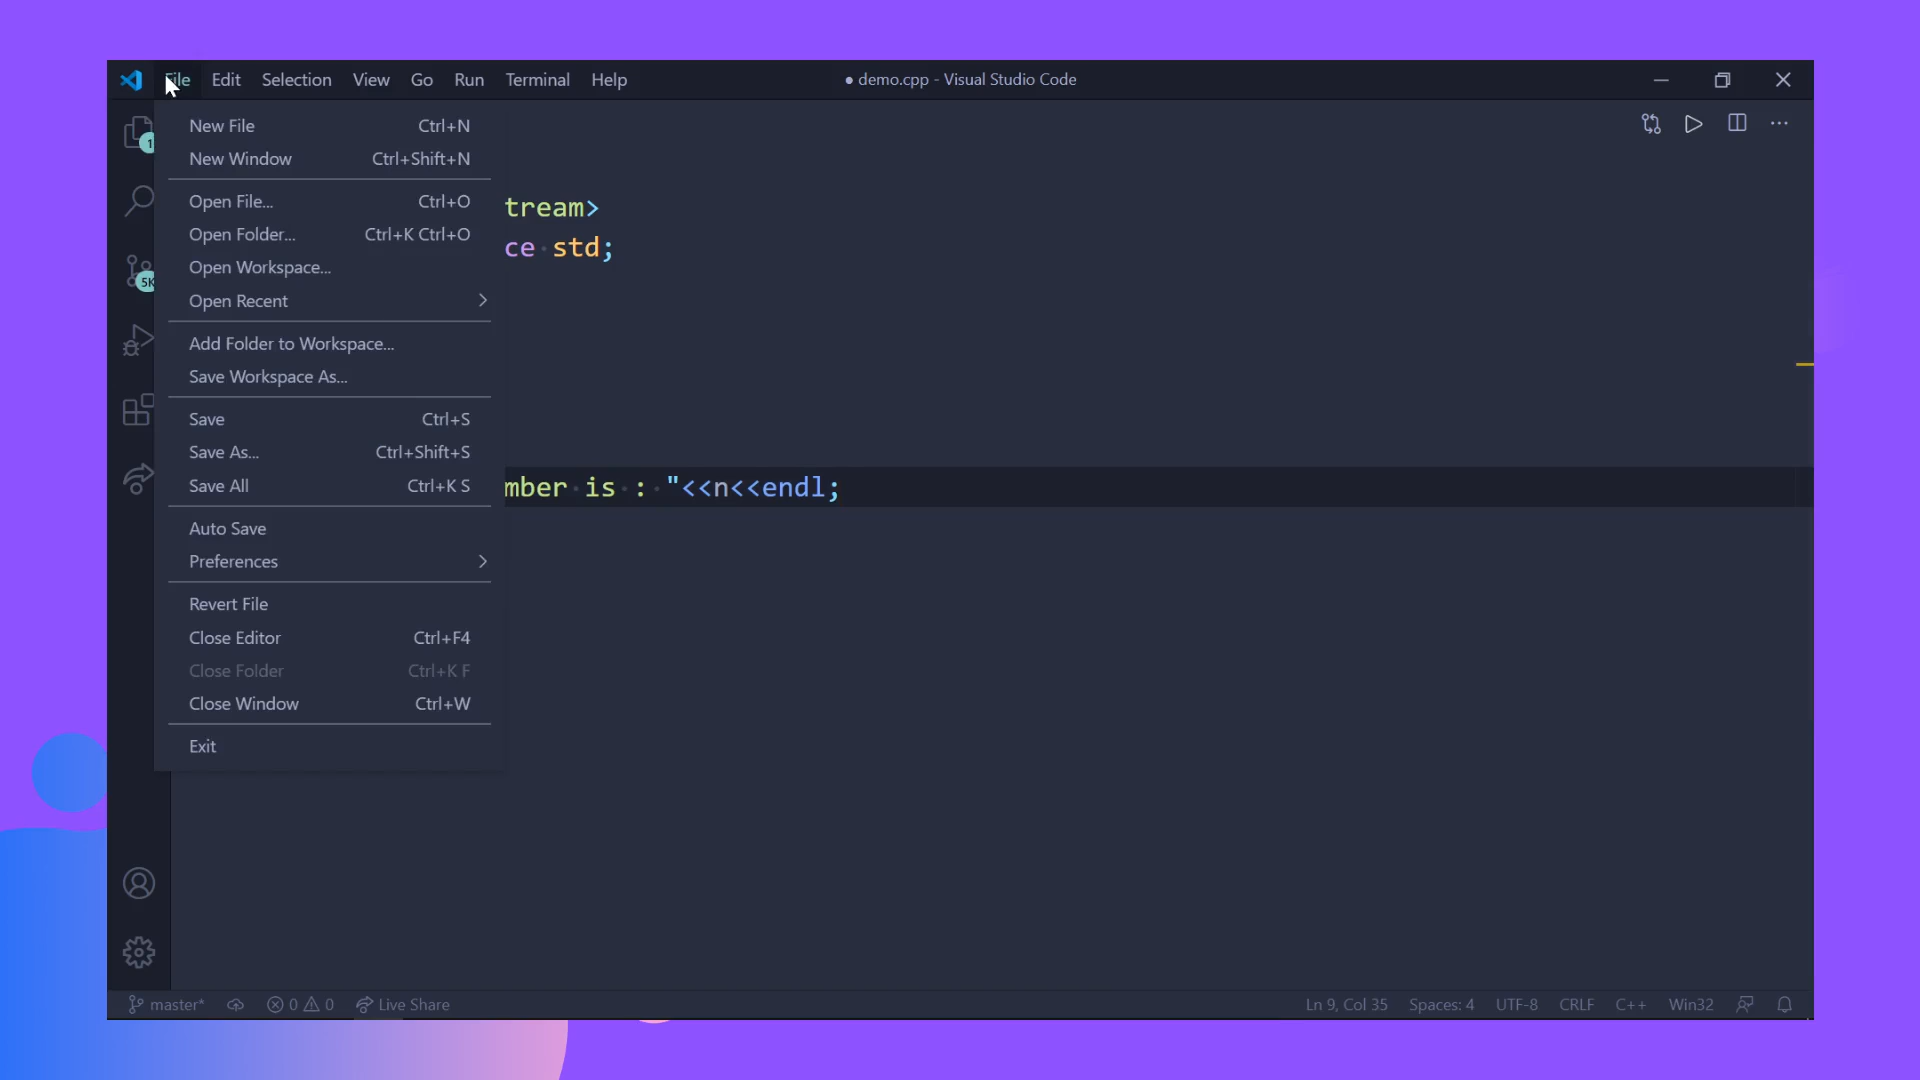 File Edit Selection View Go Run Terminal Help
● demo.cpp - Visual Studio Code
New File Ctrl+N
New Window Ctrl+Shift+N
Open File... Ctrl+O
Open Folder... Ctrl+K Ctrl+O
Open Workspace...
Open Recent
Add Folder to Workspace...
Save Workspace As...
Save Ctrl+S
Save As... Ctrl+Shift+S
Save All Ctrl+K S
Auto Save
Preferences
Revert File
Close Editor Ctrl+F4
Close Folder Ctrl+K F
Close Window Ctrl+W
Exit
1
5K
tream>
ce std;
mber is : "<<n<<endl;
master* 0 0 Live Share
Ln 9, Col 35 Spaces: 4 UTF-8 CRLF C++ Win32